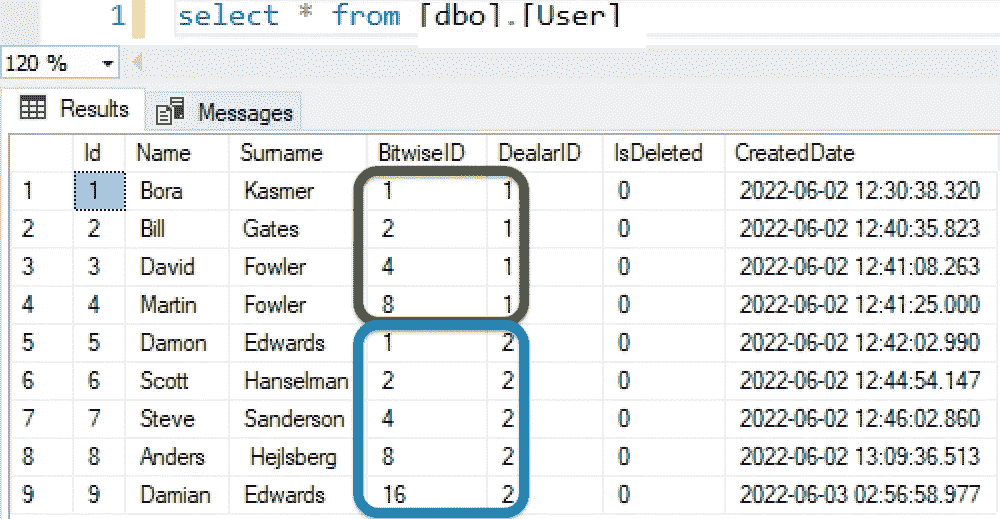 1 select * from [dbo].[User]
120 %
Results Messages
Id Name Surname BitwiseID DealarID IsDeleted CreatedDate
1 1 Bora Kasmer 1 1 0 2022-06-02 12:30:38.320
2 2 Bill Gates 2 1 0 2022-06-02 12:40:35.823
3 3 David Fowler 4 1 0 2022-06-02 12:41:08.263
4 4 Martin Fowler 8 1 0 2022-06-02 12:41:25.000
5 5 Damon Edwards 1 2 0 2022-06-02 12:42:02.990
6 6 Scott Hanselman 2 2 0 2022-06-02 12:44:54.147
7 7 Steve Sanderson 4 2 0 2022-06-02 12:46:02.860
8 8 Anders Hejlsberg 8 2 0 2022-06-02 13:09:36.513
9 9 Damian Edwards 16 2 0 2022-06-03 02:56:58.977